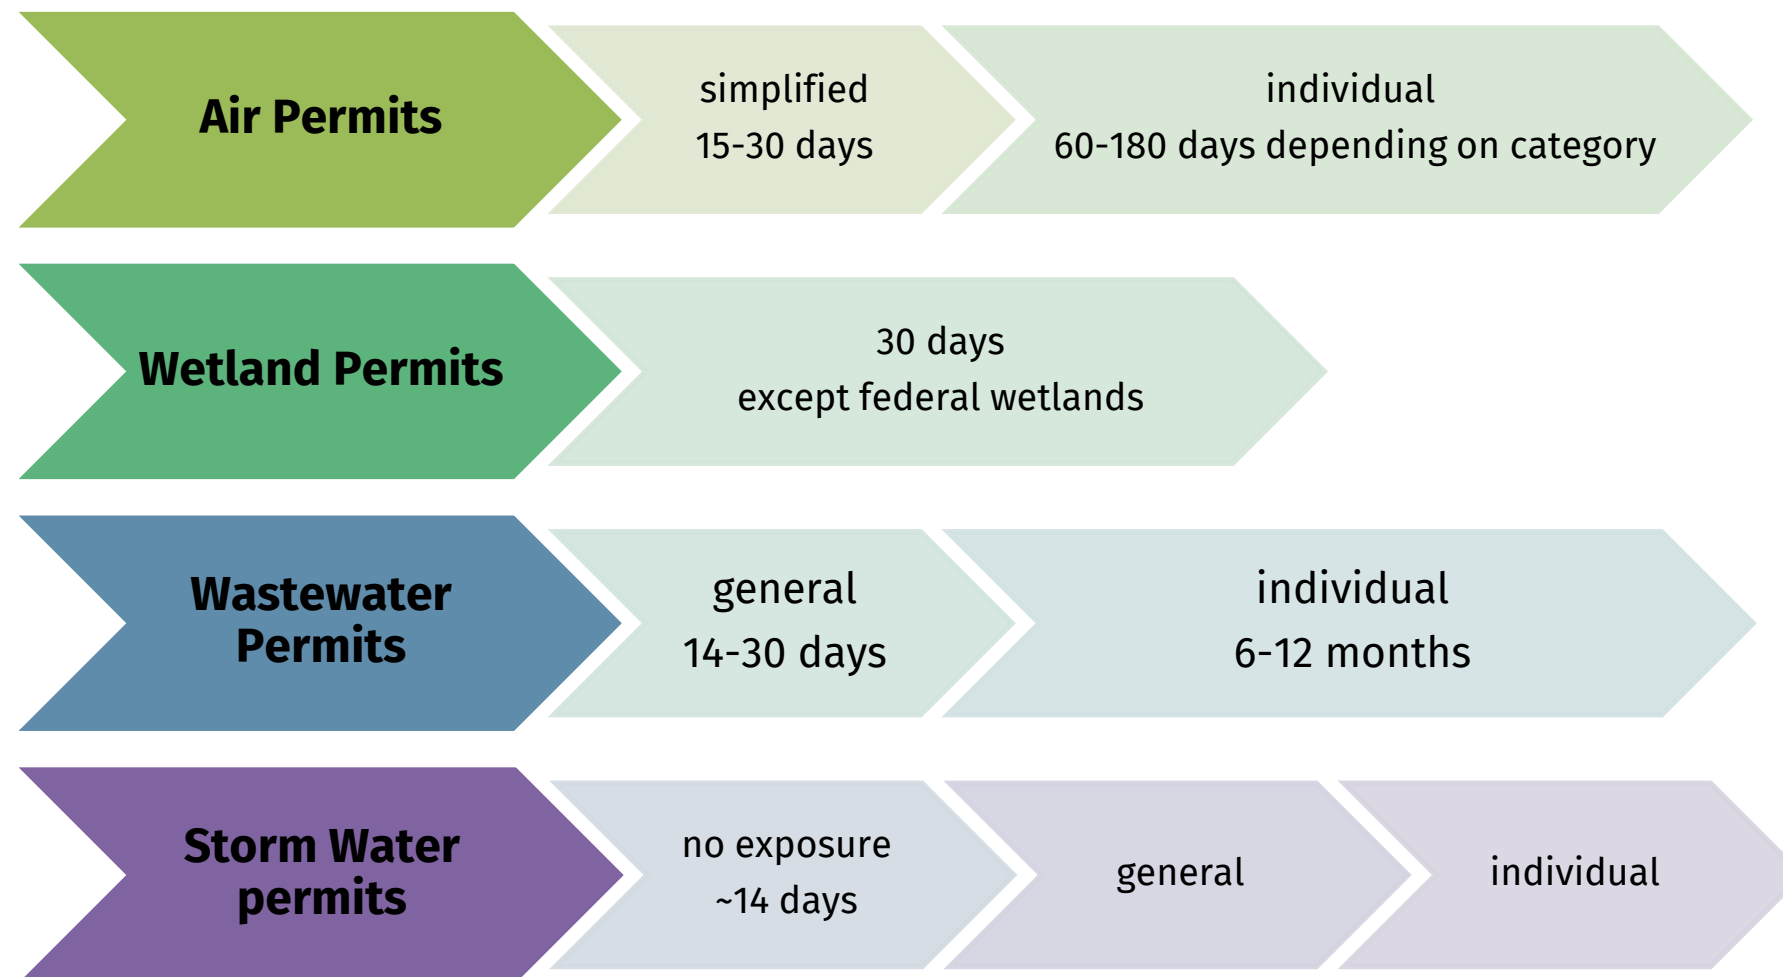 Air Permits
simplified
15-30 days
individual
60-180 days depending on category
Wetland Permits
30 days
except federal wetlands
Wastewater
Permits
general
14-30 days
individual
6-12 months
Storm Water
permits
no exposure
~14 days
general
individual